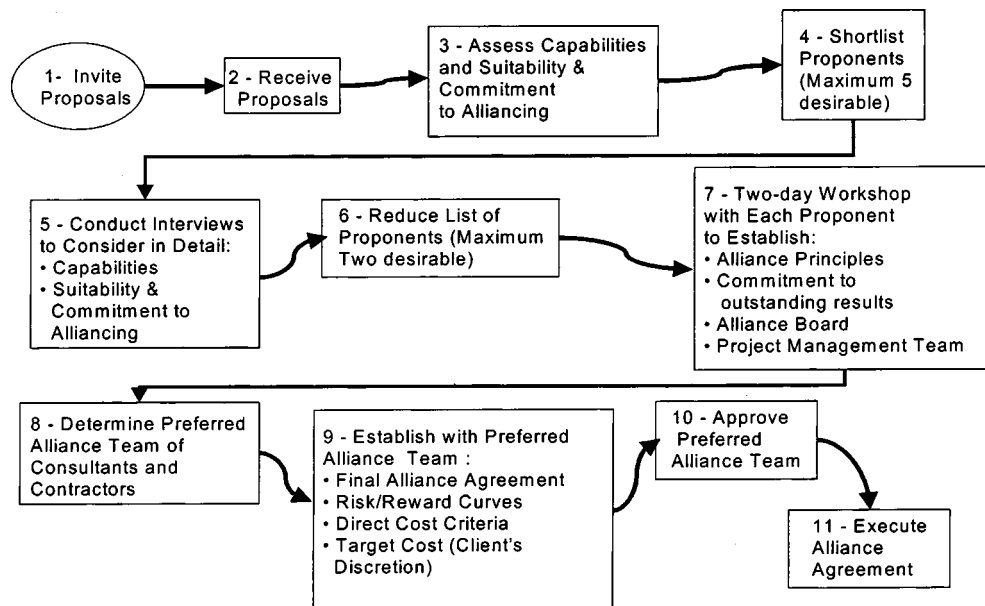 1- Invite
Proposals
2 - Receive
Proposals
3 - Assess Capabilities
and Suitability &
Commitment
to Alliancing
4 - Shortlist
Proponents
(Maximum 5
desirable)
5 - Conduct Interviews
to Consider in Detail:
• Capabilities
• Suitability &
Commitment to
Alliancing
6 - Reduce List of
Proponents (Maximum
Two desirable)
7 - Two-day Workshop
with Each Proponent
to Establish:
• Alliance Principles
• Commitment to
outstanding results
• Alliance Board
• Project Management Team
8 - Determine Preferred
Alliance Team of
Consultants and
Contractors
9 - Establish with Preferred
Alliance Team :
• Final Alliance Agreement
• Risk/Reward Curves
• Direct Cost Criteria
• Target Cost (Client's
Discretion)
10 - Approve
Preferred
Alliance Team
11 - Execute
Alliance
Agreement